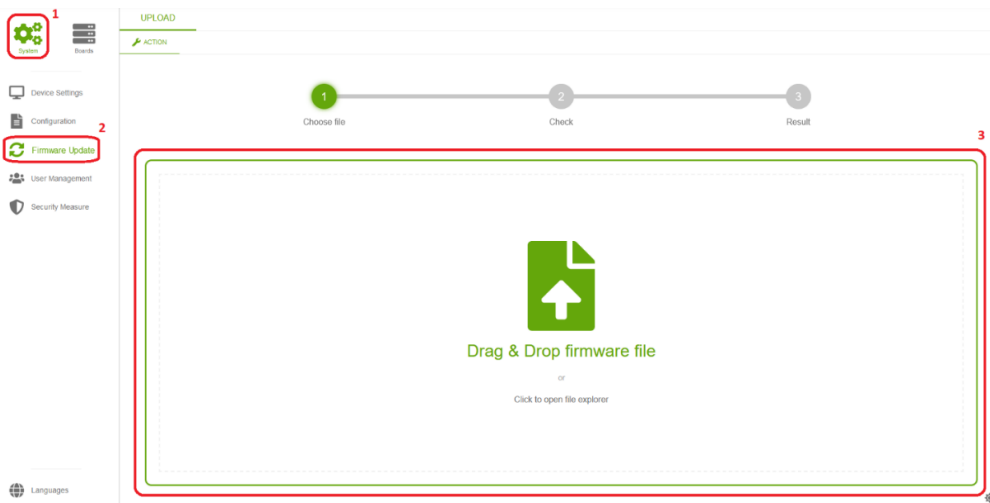 1
UPLOAD
System
Boards
ACTION
Device Settings
1
2
3
Configuration
Choose file
Check
Result
2
3
Firmware Update
User Management
Security Measure
Drag & Drop firmware file
or
Click to open file explorer
Languages